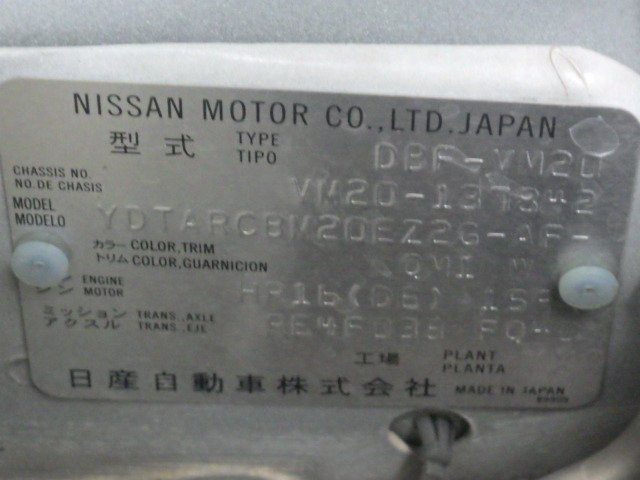 NISSAN MOTOR CO.,LTD.JAPAN
型式 TYPE TIPO DBF-VM20
CHASSIS NO. NO.DE CHASIS VM20-137842
MODEL MODELO YDTARCBM20EZ26-AF-
カラー COLOR,TRIM
トリム COLOR,GUARNICION
ENGINE MOTOR HR16(DE)
ミッション TRANS.,AXLE
アクスル TRANS.,EJE
工場 PLANT PLANTA
日産自動車株式会社 MADE IN JAPAN